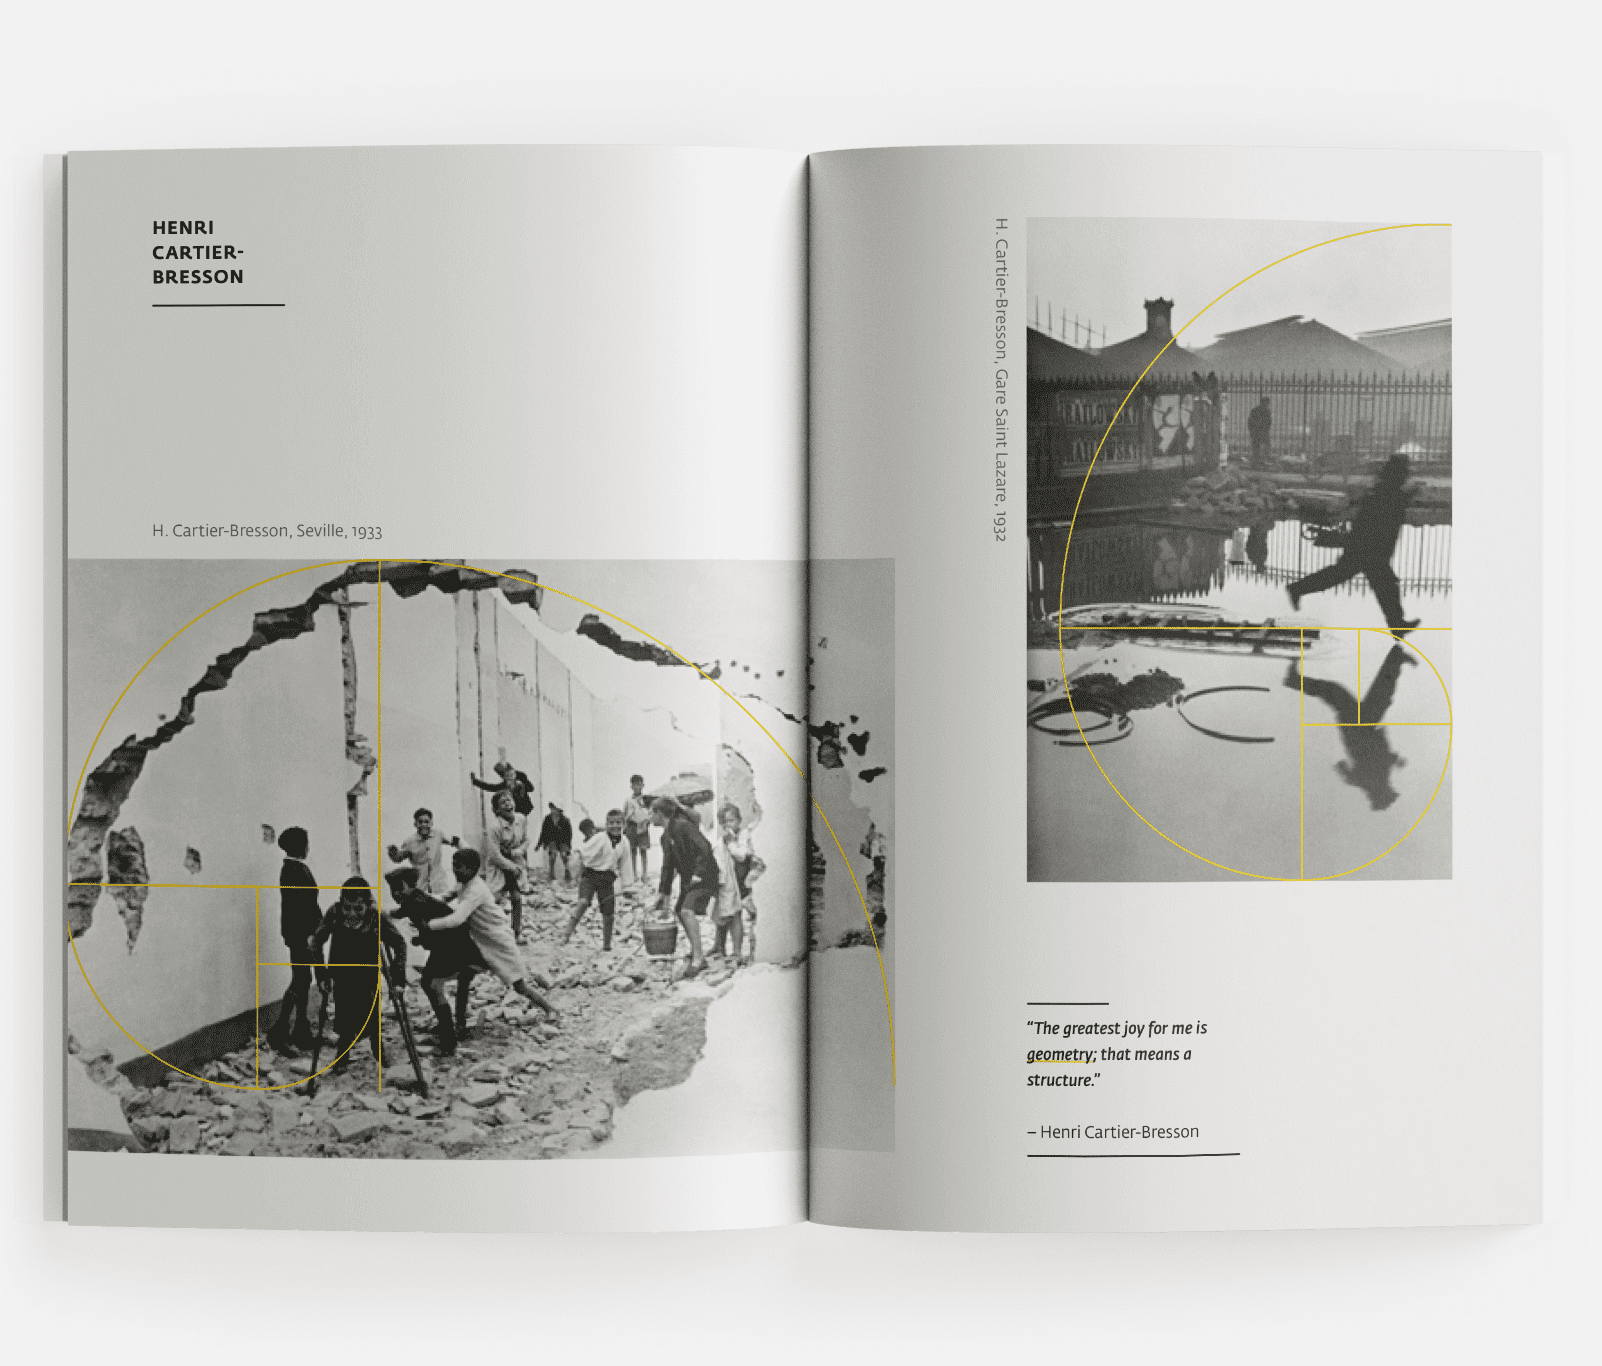 HENRI
CARTIER-
BRESSON
H. Cartier-Bresson, Seville, 1933
H. Cartier-Bresson, Gare Saint Lazare, 1932
“The greatest joy for me is
geometry; that means a
structure.”
– Henri Cartier-Bresson